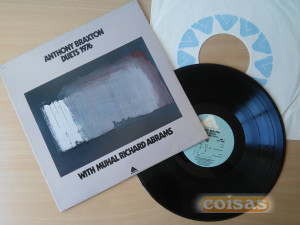 ANTHONY BRAXTON
DUETS 1976
WITH MUHAL RICHARD ABRAMS
coisas